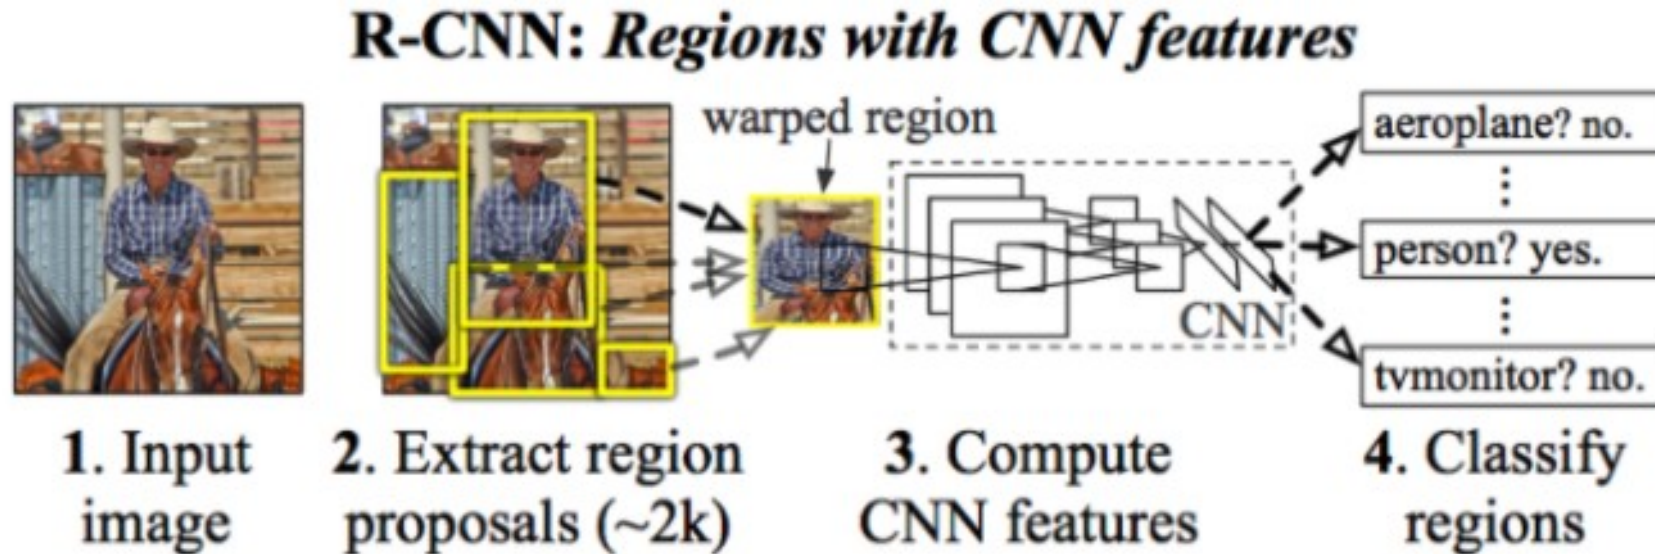 R-CNN: Regions with CNN features
warped region
aeroplane? no.
person? yes.
CNN
tvmonitor? no.
1. Input
image
2. Extract region
proposals (~2k)
3. Compute
CNN features
4. Classify
regions